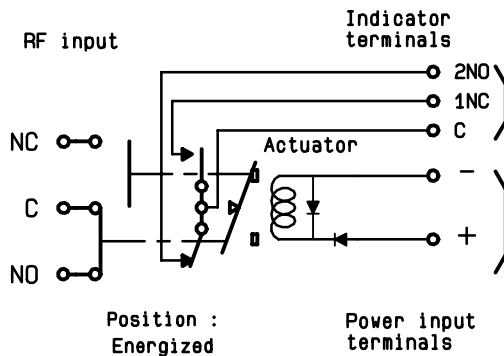 RF input
Indicator
terminals
2NO
1NC
C
Actuator
NC
C
NO
-
+
Position :
Energized
Power input
terminals